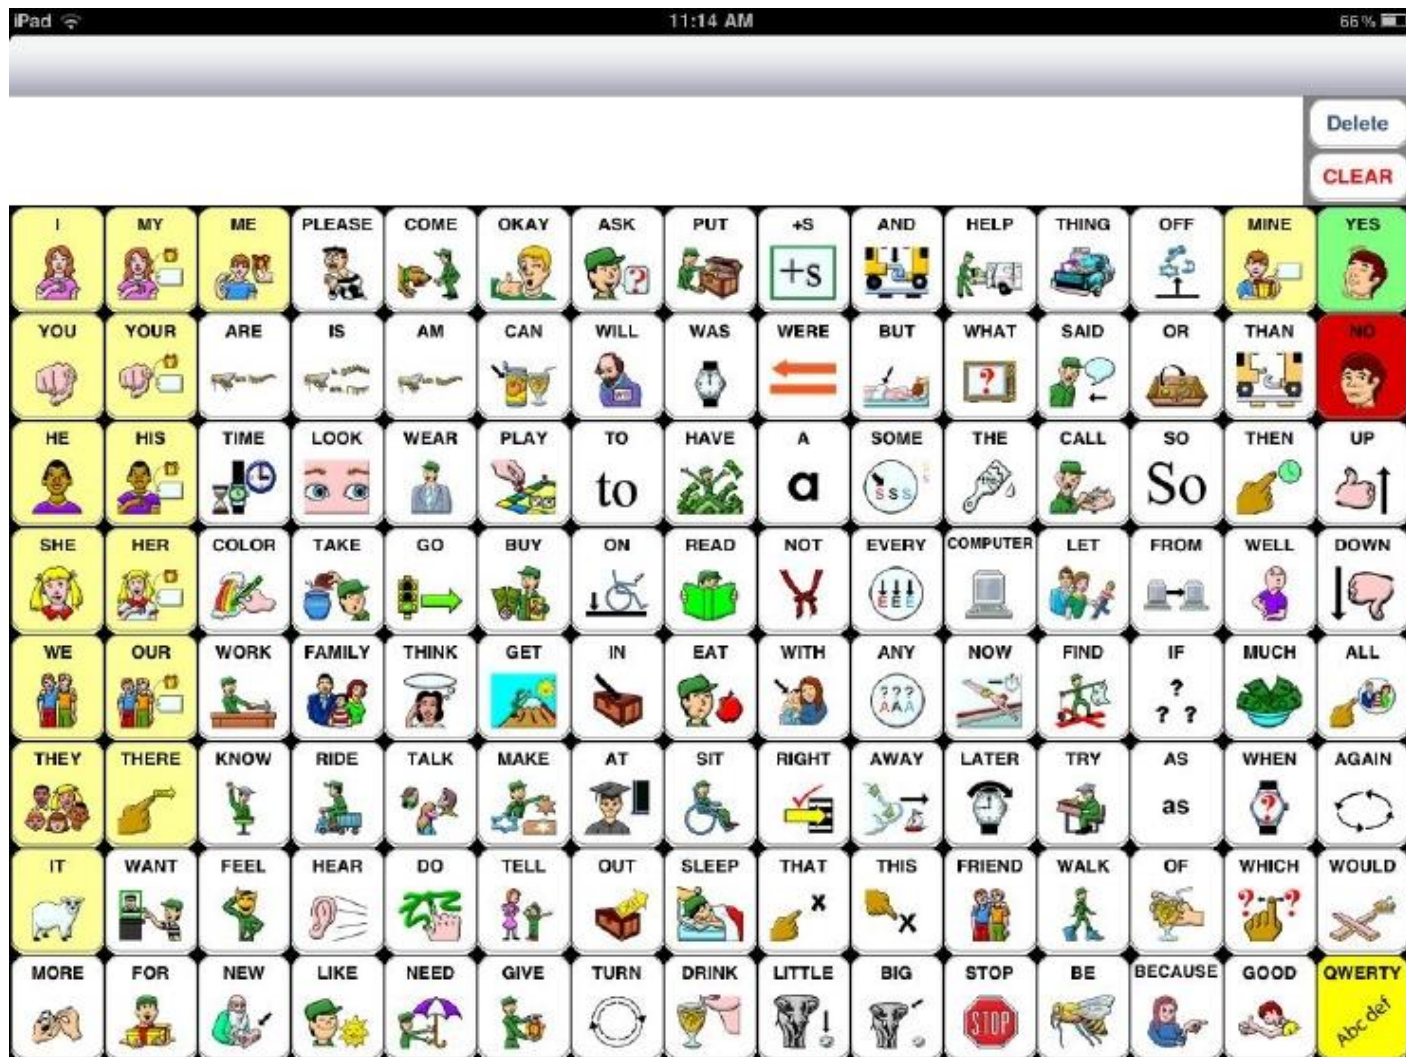 iPad 11:14 AM 66%
Delete
CLEAR
I MY ME PLEASE COME OKAY ASK PUT +S AND HELP THING OFF MINE YES
+s
YOU YOUR ARE IS AM CAN WILL WAS WERE BUT WHAT SAID OR THAN NO
?
HE HIS TIME LOOK WEAR PLAY TO HAVE A SOME THE CALL SO THEN UP
to a S S S So
SHE HER COLOR TAKE GO BUY ON READ NOT EVERY COMPUTER LET FROM WELL DOWN
E E E
WE OUR WORK FAMILY THINK GET IN EAT WITH ANY NOW FIND IF MUCH ALL
? ? ? ?
A A A ? ?
THEY THERE KNOW RIDE TALK MAKE AT SIT RIGHT AWAY LATER TRY AS WHEN AGAIN
as ?
IT WANT FEEL HEAR DO TELL OUT SLEEP THAT THIS FRIEND WALK OF WHICH WOULD
x x ? ?
MORE FOR NEW LIKE NEED GIVE TURN DRINK LITTLE BIG STOP BE BECAUSE GOOD QWERTY
STOP Abc def